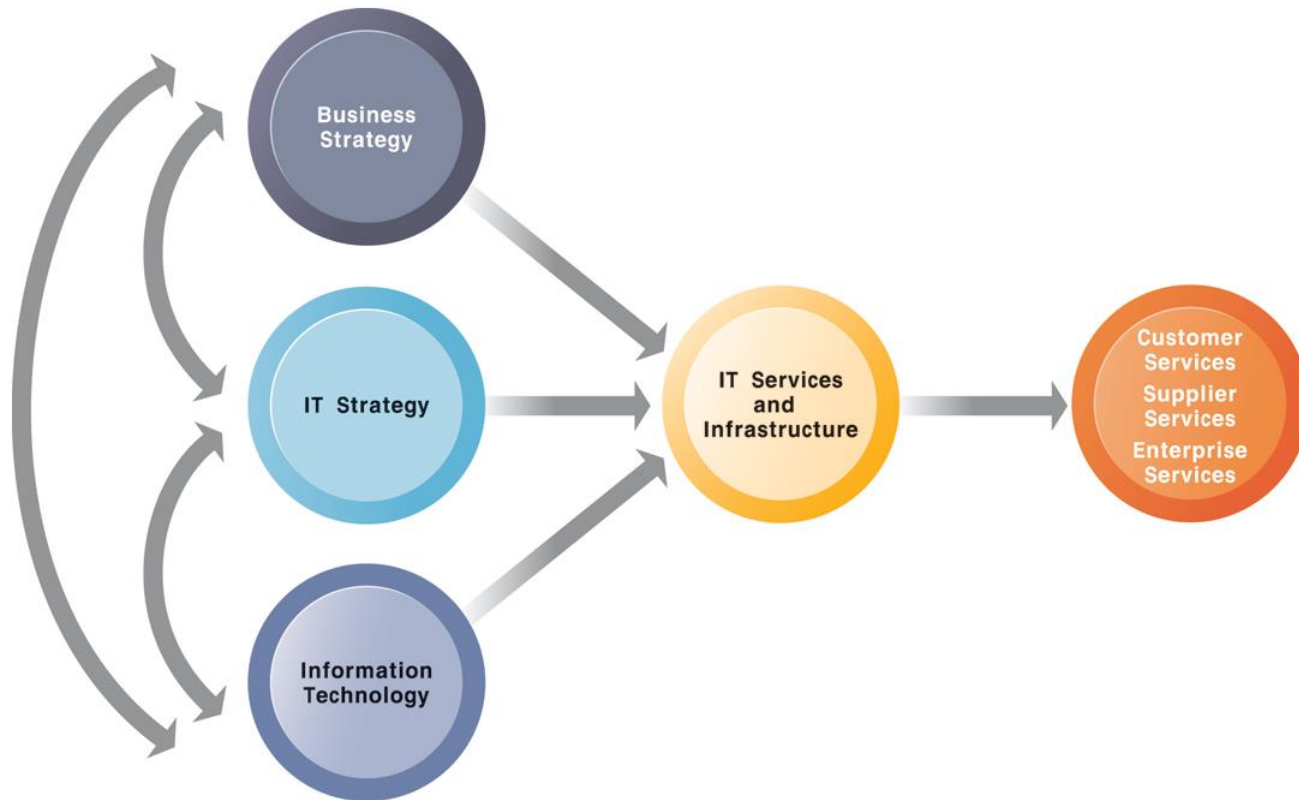 Business
Strategy
IT Strategy
Information
Technology
IT Services
and
Infrastructure
Customer
Services
Supplier
Services
Enterprise
Services